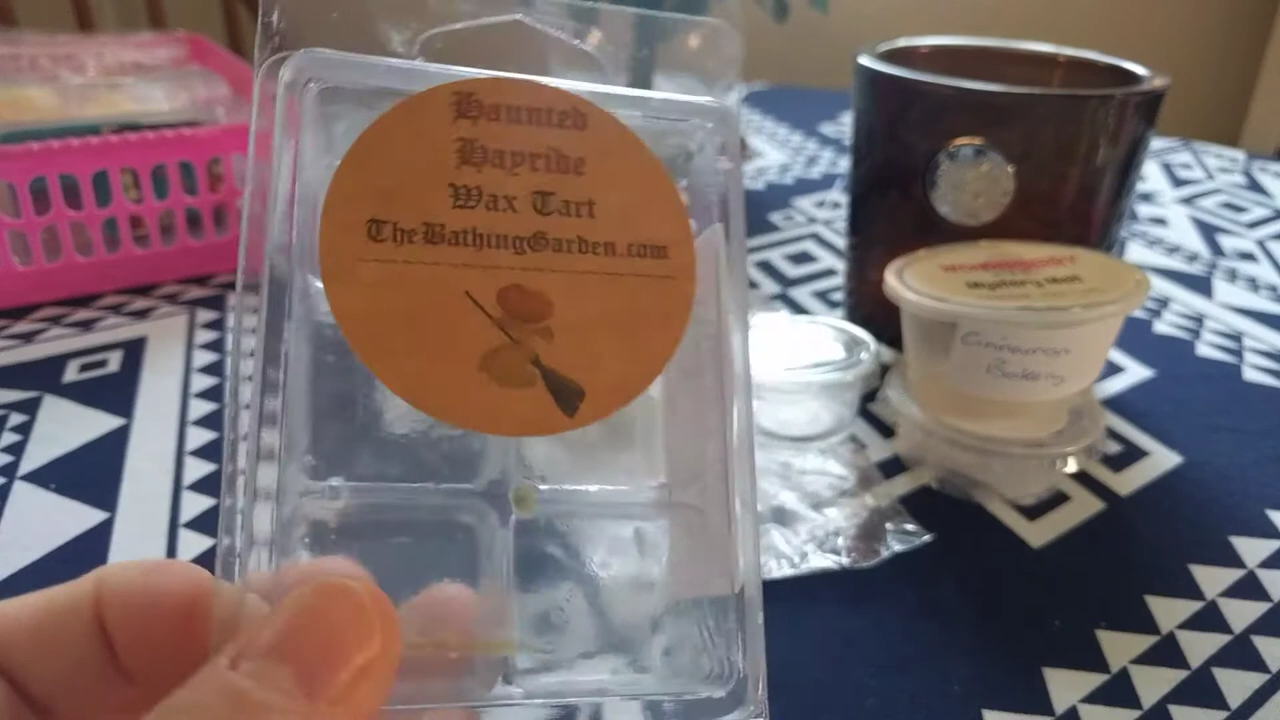 Haunted
Hayride
Wax Tart
TheBathingGarden.com
Mystery Melt
Cinnamon
Bakery